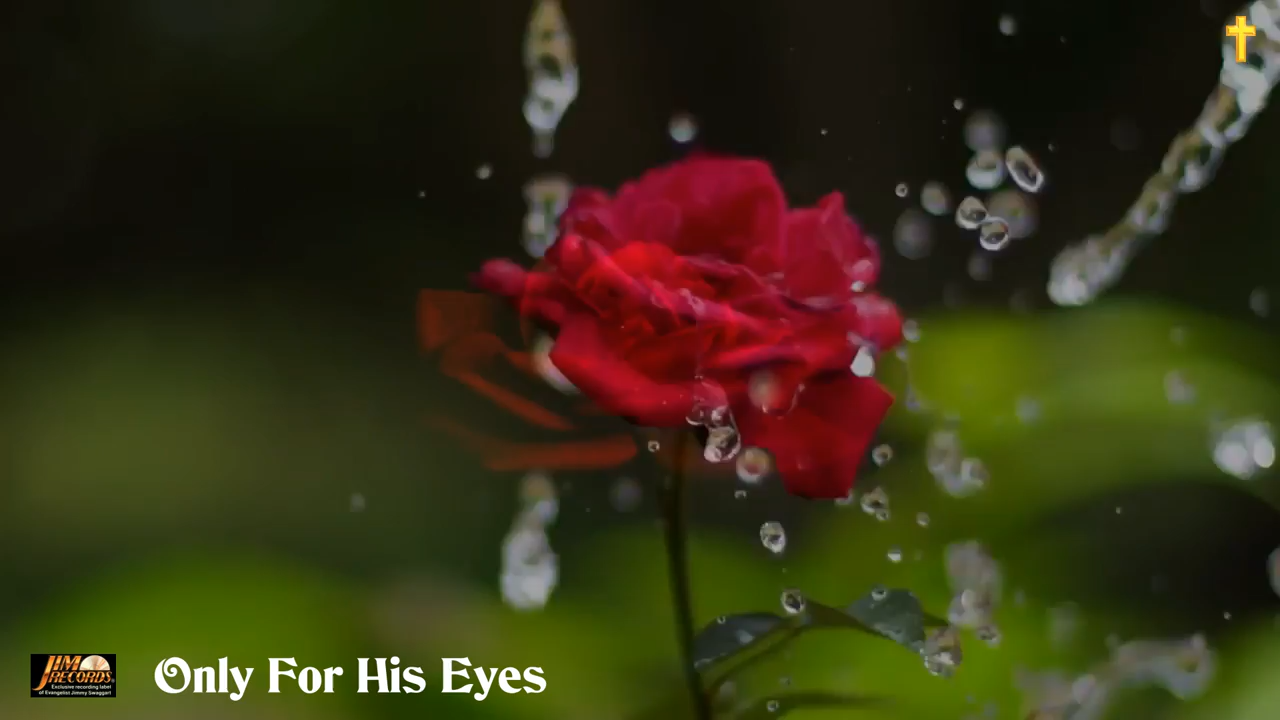 JIM
RECORDS®
Exclusive recording label
of Evangelist Jimmy Swaggart
Only For His Eyes